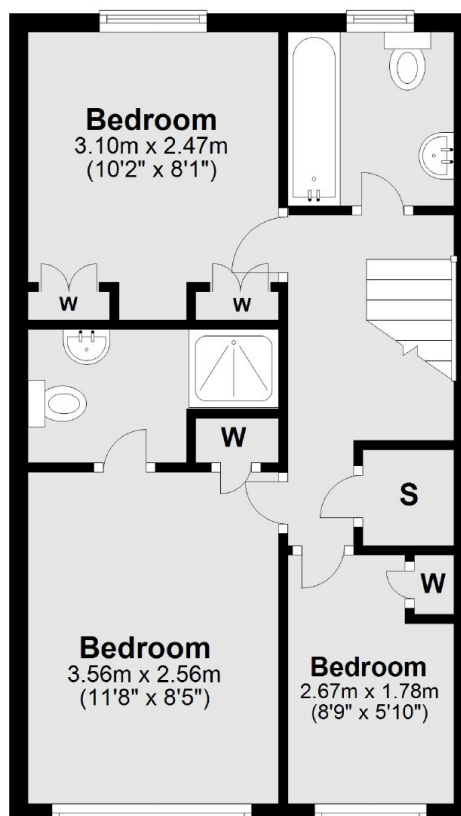 Bedroom
3.10m x 2.47m
(10'2" x 8'1")
W
W
W
S
W
Bedroom
3.56m x 2.56m
(11'8" x 8'5")
Bedroom
2.67m x 1.78m
(8'9" x 5'10")